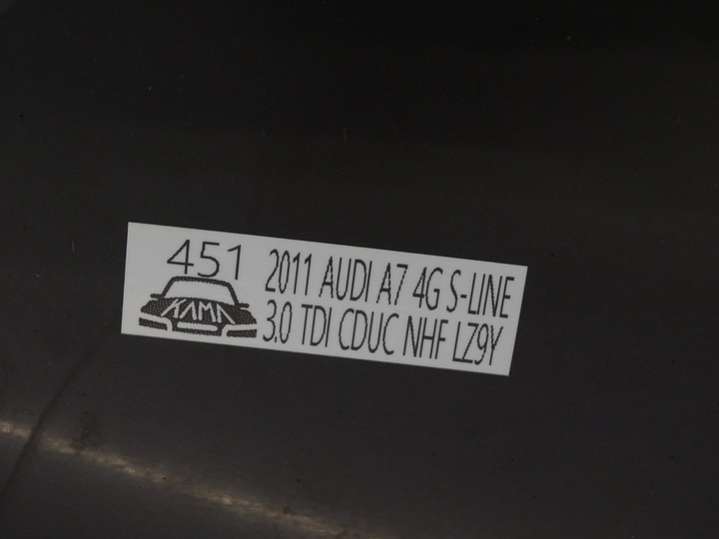 451
KAMA
2011 AUDI A7 4G S-LINE
3.0 TDI CDUC NHF LZ9Y